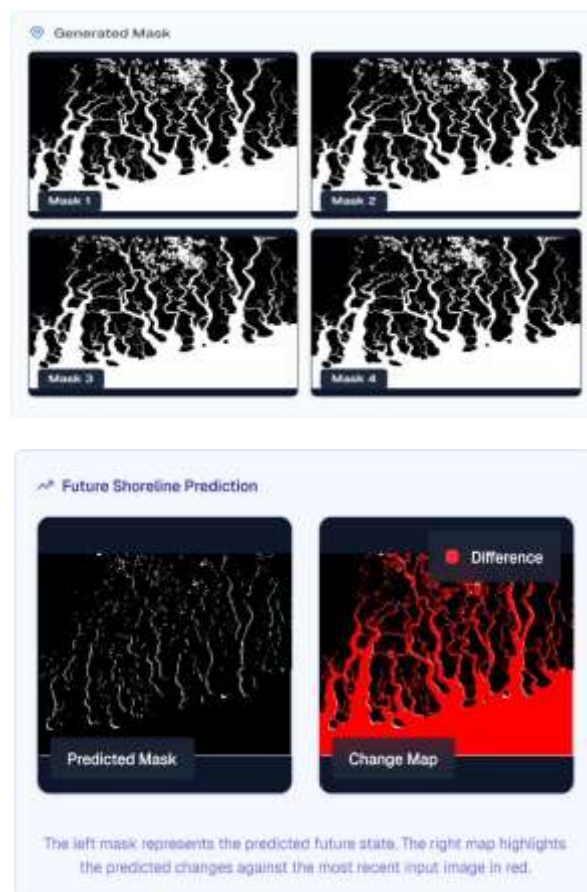 Generated Mask
Mask 1
Mask 2
Mask 3
Mask 4
Future Shoreline Prediction
Difference
Predicted Mask
Change Map
The left mask represents the predicted future state. The right map highlights
the predicted changes against the most recent input image in red.